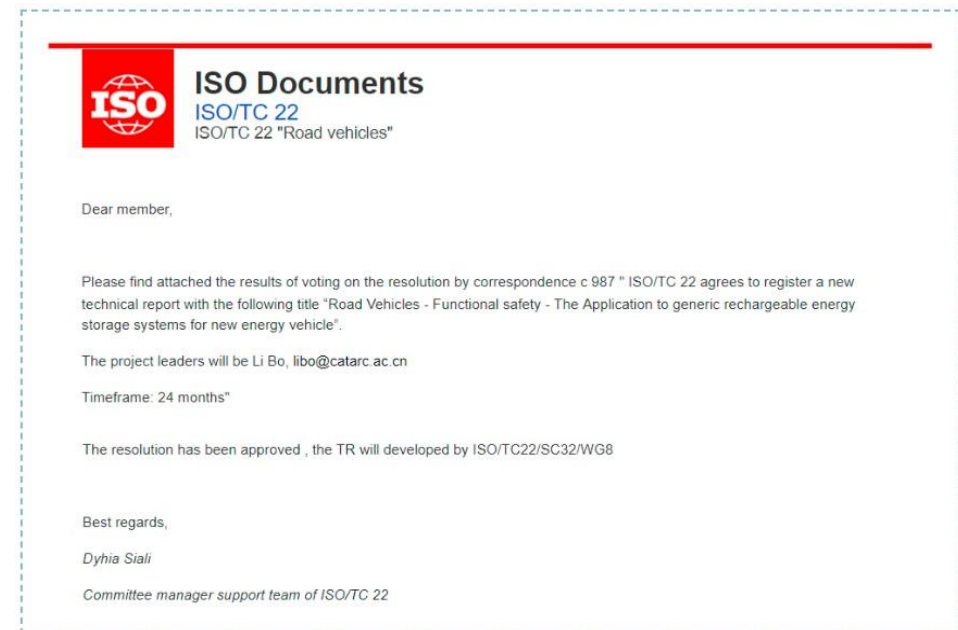 ISO
ISO Documents
ISO/TC 22
ISO/TC 22 "Road vehicles"
Dear member,
Please find attached the results of voting on the resolution by correspondence c 987 " ISO/TC 22 agrees to register a new
technical report with the following title "Road Vehicles - Functional safety - The Application to generic rechargeable energy
storage systems for new energy vehicle".
The project leaders will be Li Bo, libo@catarc.ac.cn
Timeframe: 24 months"
The resolution has been approved , the TR will developed by ISO/TC22/SC32/WG8
Best regards,
Dyhia Siali
Committee manager support team of ISO/TC 22